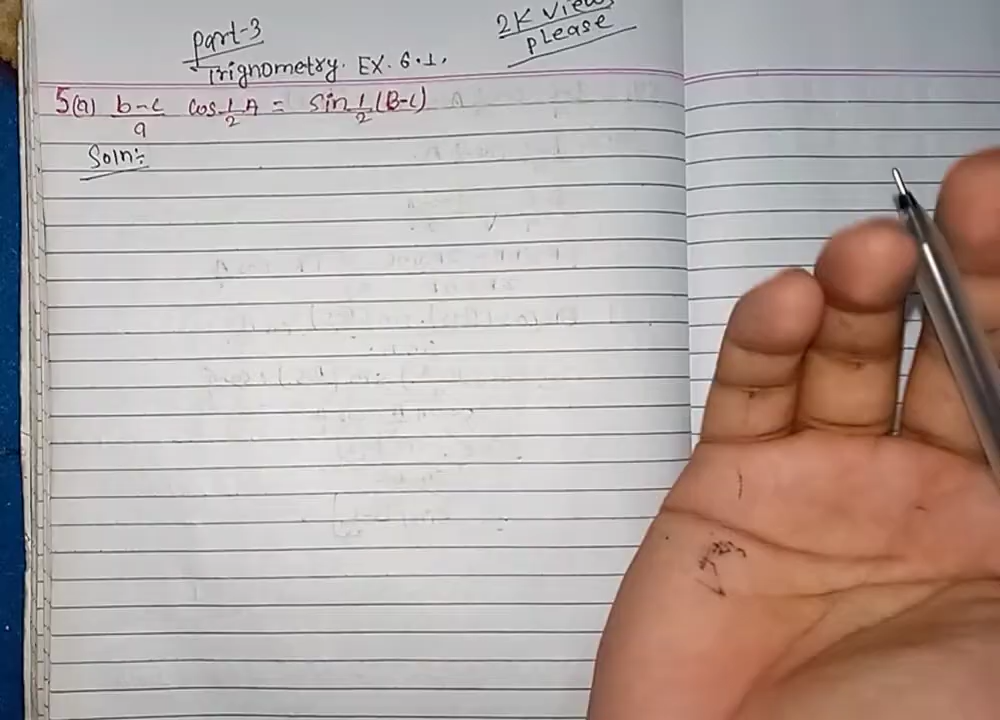 Part-3
2K views
please
Trignometry. EX. 6.1.
5(a) b-c/a cos 1/2 A = sin 1/2 (B-C)
Soln: